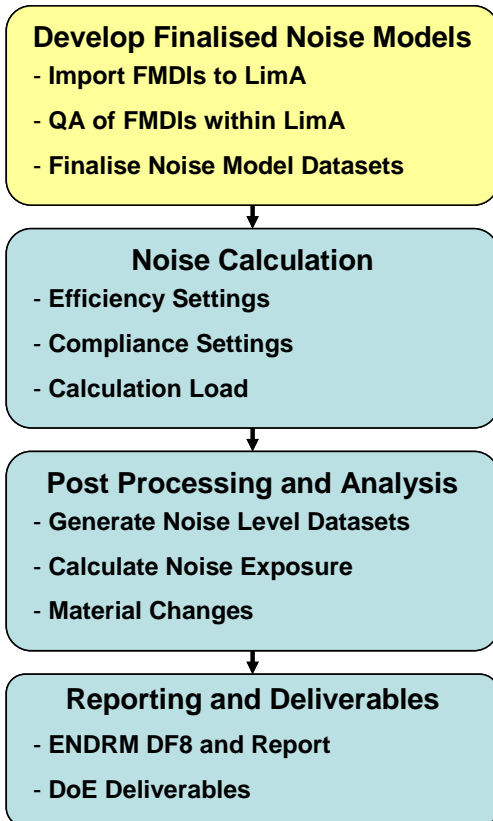 Develop Finalised Noise Models
- Import FMDIs to LimA
- QA of FMDIs within LimA
- Finalise Noise Model Datasets
Noise Calculation
- Efficiency Settings
- Compliance Settings
- Calculation Load
Post Processing and Analysis
- Generate Noise Level Datasets
- Calculate Noise Exposure
- Material Changes
Reporting and Deliverables
- ENDRM DF8 and Report
- DoE Deliverables